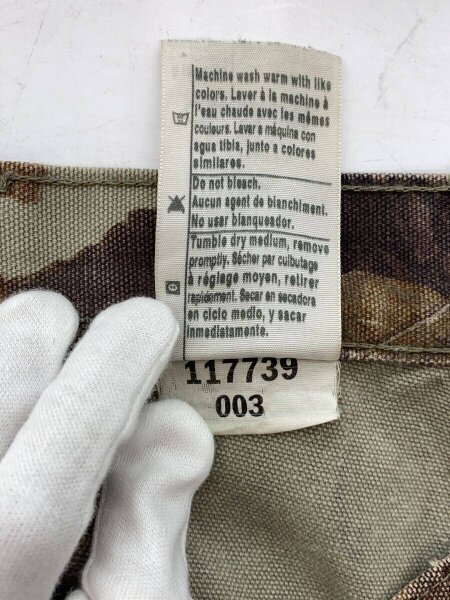 Machine wash warm with like
colors. Laver à la machine à
l'eau chaude avec les mêmes
couleurs. Lavar a máquina con
agua tibia, junto a colores
similares.
Do not bleach.
Aucun agent de blanchiment.
No usar blanqueador.
Tumble dry medium, remove
promptly. Sécher par culbutage
à réglage moyen, retirer
rapidement. Secar en secadora
en ciclo medio, y sacar
inmediatamente.
117739
003